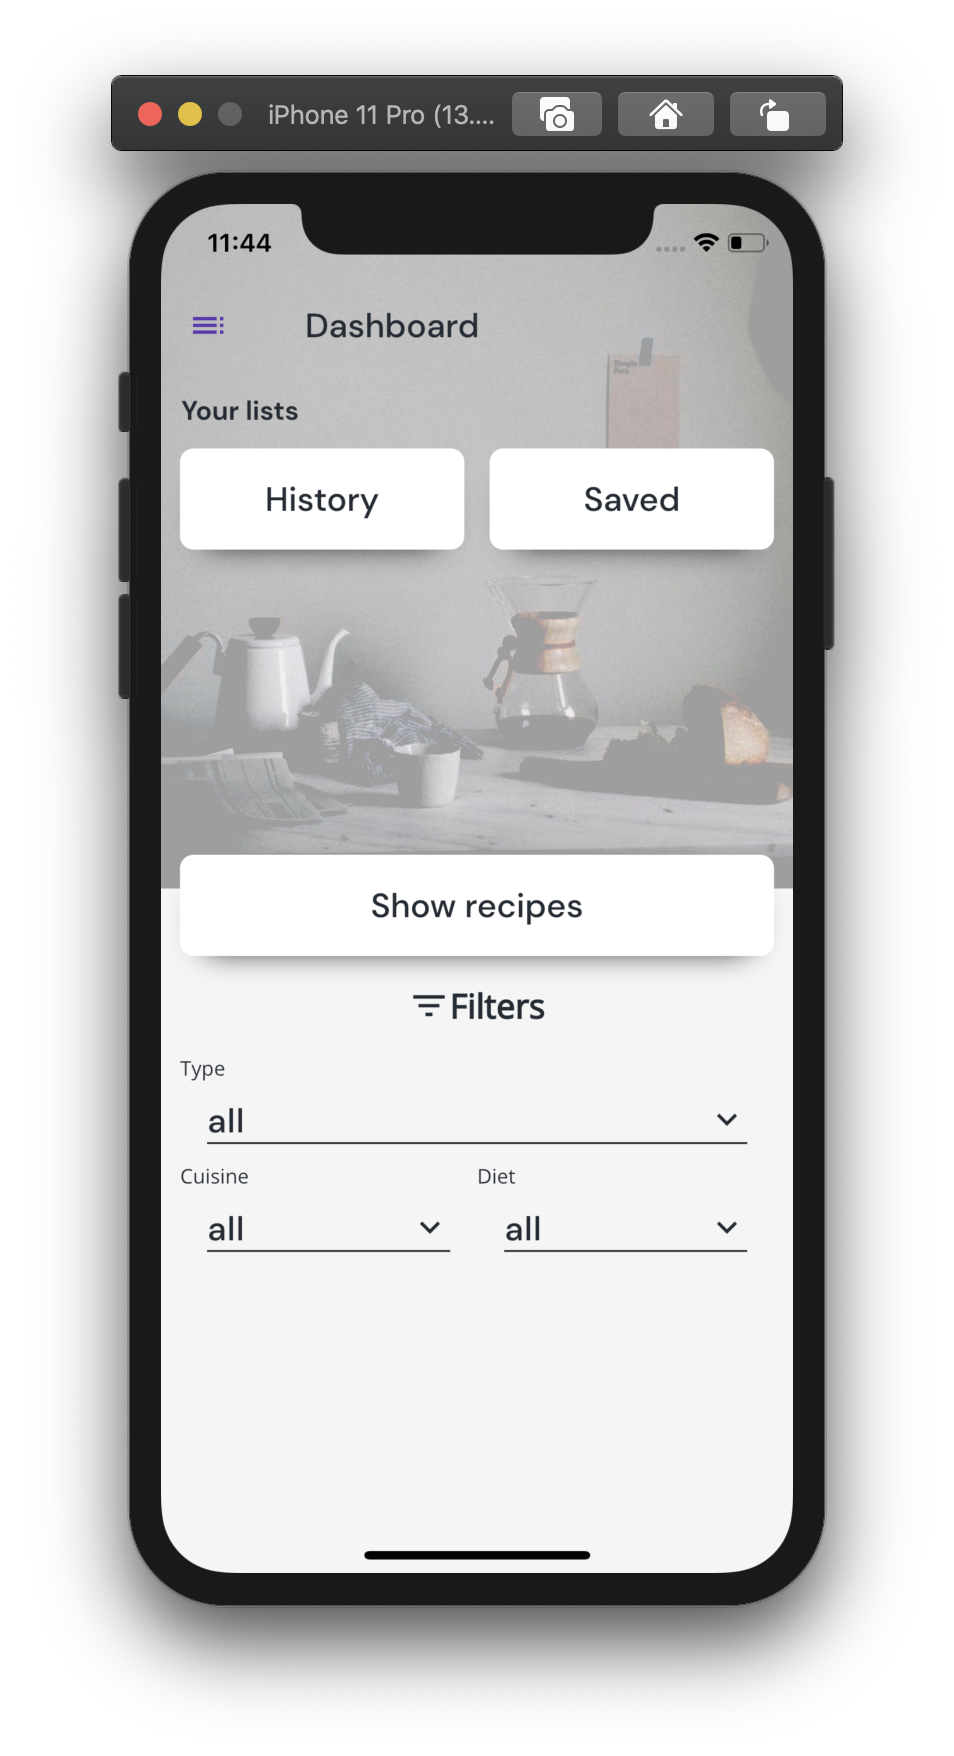 iPhone 11 Pro (13....
11:44
Dashboard
Your lists
History Saved
Show recipes
Filters
Type
all
Cuisine Diet
all all